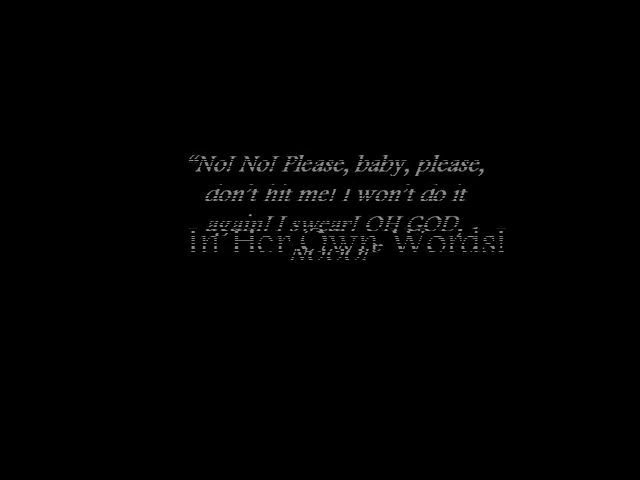 “No! No! Please, baby, please,
don't hit me! I won't do it
again! I swear! OH GOD,
In Her Own Words!
NOOO!”